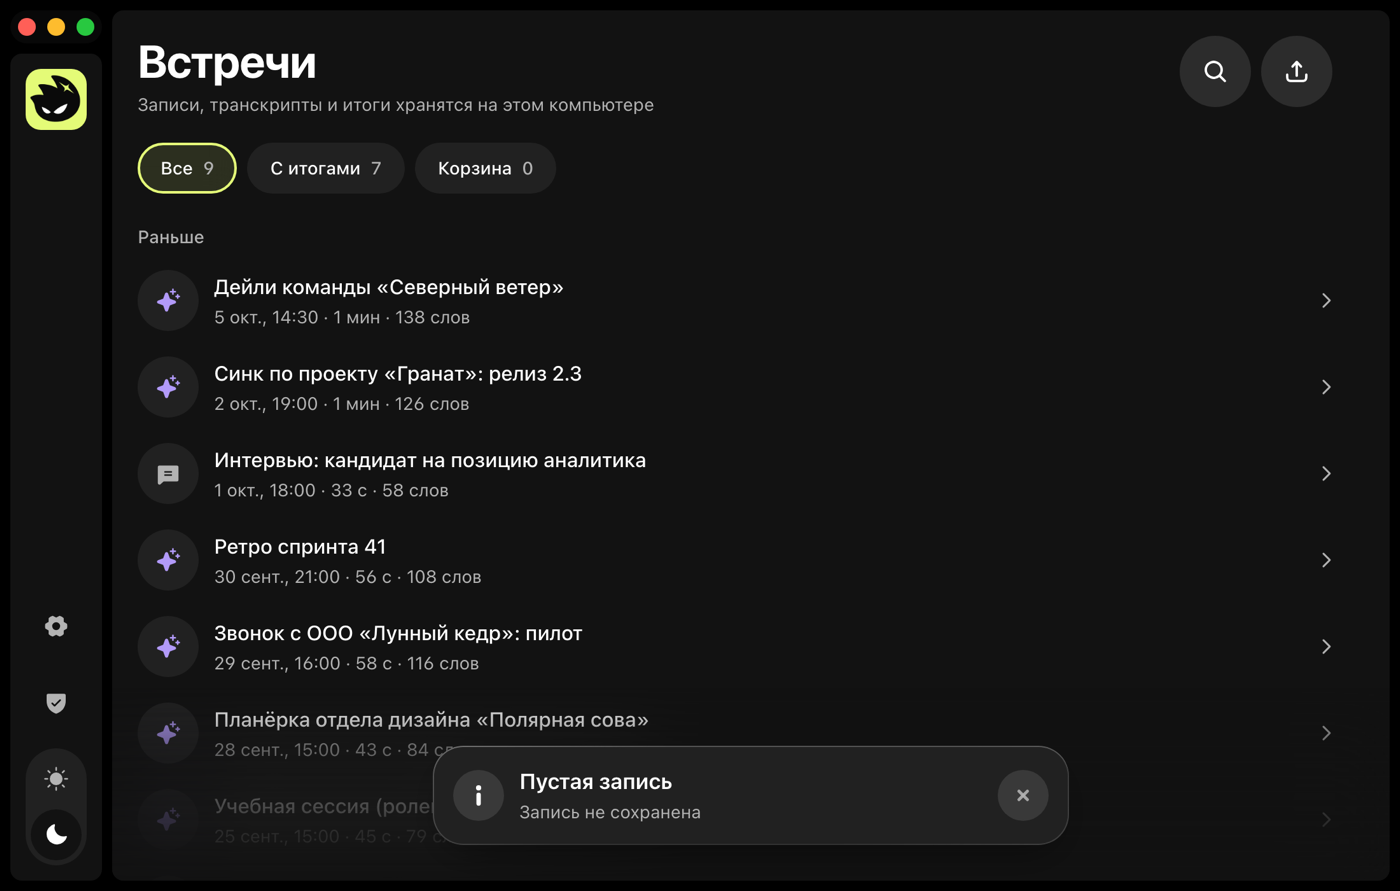 Встречи
Записи, транскрипты и итоги хранятся на этом компьютере
Все 9
С итогами 7
Корзина 0
Раньше
Дейли команды «Северный ветер»
5 окт., 14:30 · 1 мин · 138 слов
Синк по проекту «Гранат»: релиз 2.3
2 окт., 19:00 · 1 мин · 126 слов
Интервью: кандидат на позицию аналитика
1 окт., 18:00 · 33 с · 58 слов
Ретро спринта 41
30 сент., 21:00 · 56 с · 108 слов
Звонок с ООО «Лунный кедр»: пилот
29 сент., 16:00 · 58 с · 116 слов
Планёрка отдела дизайна «Полярная сова»
28 сент., 15:00 · 43 с · 84
Учебная сессия
25 сент., 15:00 · 45 с · 79
Пустая запись
Запись не сохранена